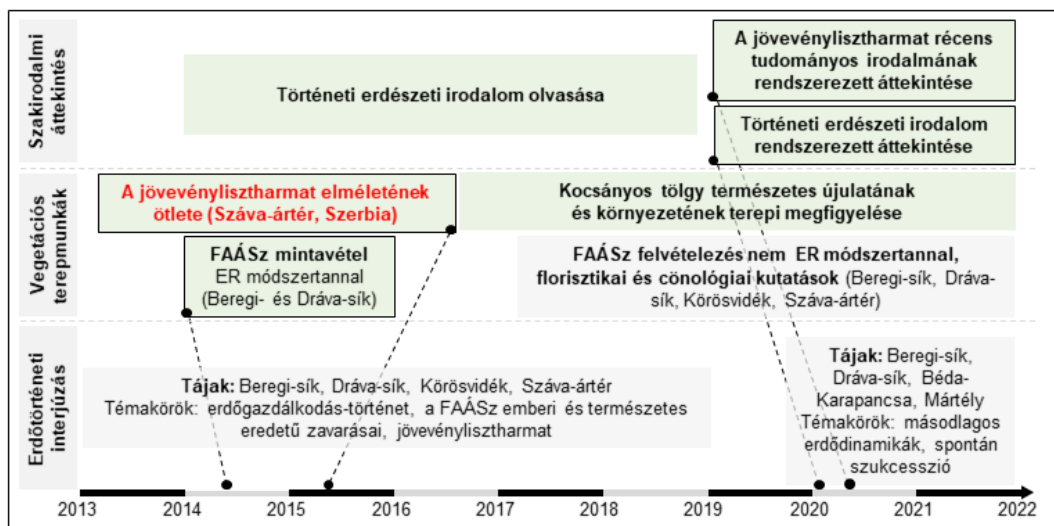 Szakirodalmi
áttekintés
Történeti erdészeti irodalom olvasása
A jövevénylisztharmat récens
tudományos irodalmának
rendszerezett áttekintése
Történeti erdészeti irodalom
rendszerezett áttekintése
Vegetációs
terepmunkák
A jövevénylisztharmat elméletének
ötlete (Száva-ártér, Szerbia)
Kocsányos tölgy természetes újulatának
és környezetének terepi megfigyelése
FAÁSz mintavétel
ER módszertannal
(Beregi- és Dráva-sík)
FAÁSz felvételezés nem ER módszertannal,
florisztikai és cönológiai kutatások (Beregi-sík, Dráva-
sík, Körösvidék, Száva-ártér)
Erdőtörténeti
interjúzás
Tájak: Beregi-sík, Dráva-sík, Körösvidék, Száva-ártér
Témakörök: erdőgazdálkodás-történet, a FAÁSz emberi és természetes
eredetű zavarásai, jövevénylisztharmat
Tájak: Beregi-sík,
Dráva-sík, Béda-
Karapancsa, Mártély
Témakörök: másodlagos
erdődinamikák, spontán
szukcesszió
2013 2014 2015 2016 2017 2018 2019 2020 2021 2022